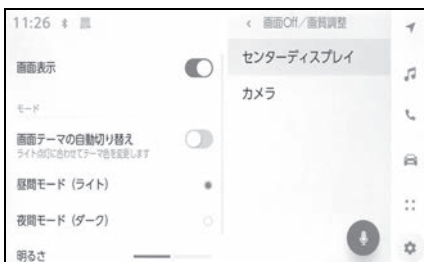 11:26
画面表示
モード
画面テーマの自動切り替え
ライト点灯に合わせてテーマ色を変更します
昼間モード（ライト）
夜間モード（ダーク）
明るさ
画面Off/画質調整
センターディスプレイ
カメラ